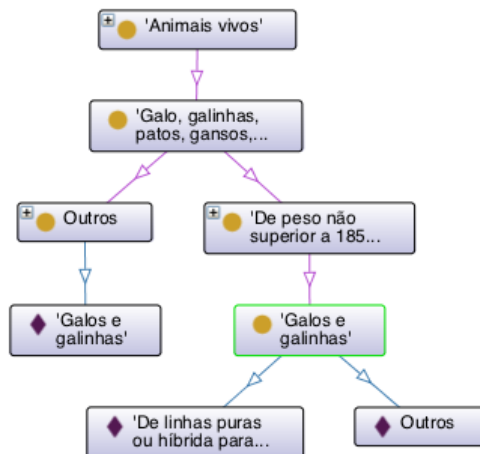 'Animais vivos'
'Galo, galinhas,
patos, gansos,...
Outros
'De peso não
superior a 185...
'Galos e
galinhas'
'Galos e
galinhas'
'De linhas puras
ou híbrida para...
Outros